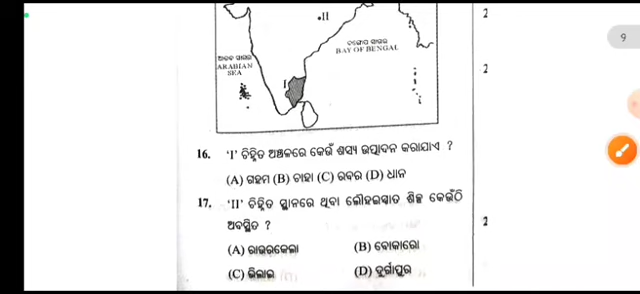 •II
2
9
ବଙ୍ଗୋପ ସାଗର
BAY OF BENGAL
ଆରବ ସାଗର
ARABIAN
SEA
2
I
16. 'I' ଚିହ୍ନିତ ଅଞ୍ଚଳରେ କେଉଁ ଶସ୍ୟ ଉତ୍ପାଦନ କରାଯାଏ ?
(A) ଗହମ (B) ଚାହା (C) ରବର (D) ଧାନ
17. 'II' ଚିହ୍ନିତ ସ୍ଥାନରେ ଥିବା ଲୌହଇସ୍ପାତ ଶିଳ୍ପ କେଉଁଠି
ଅବସ୍ଥିତ ?
2
(A) ରାଉରକେଲା (B) ବୋକାରୋ
(C) ଭିଲାଇ (D) ଦୁର୍ଗାପୁର